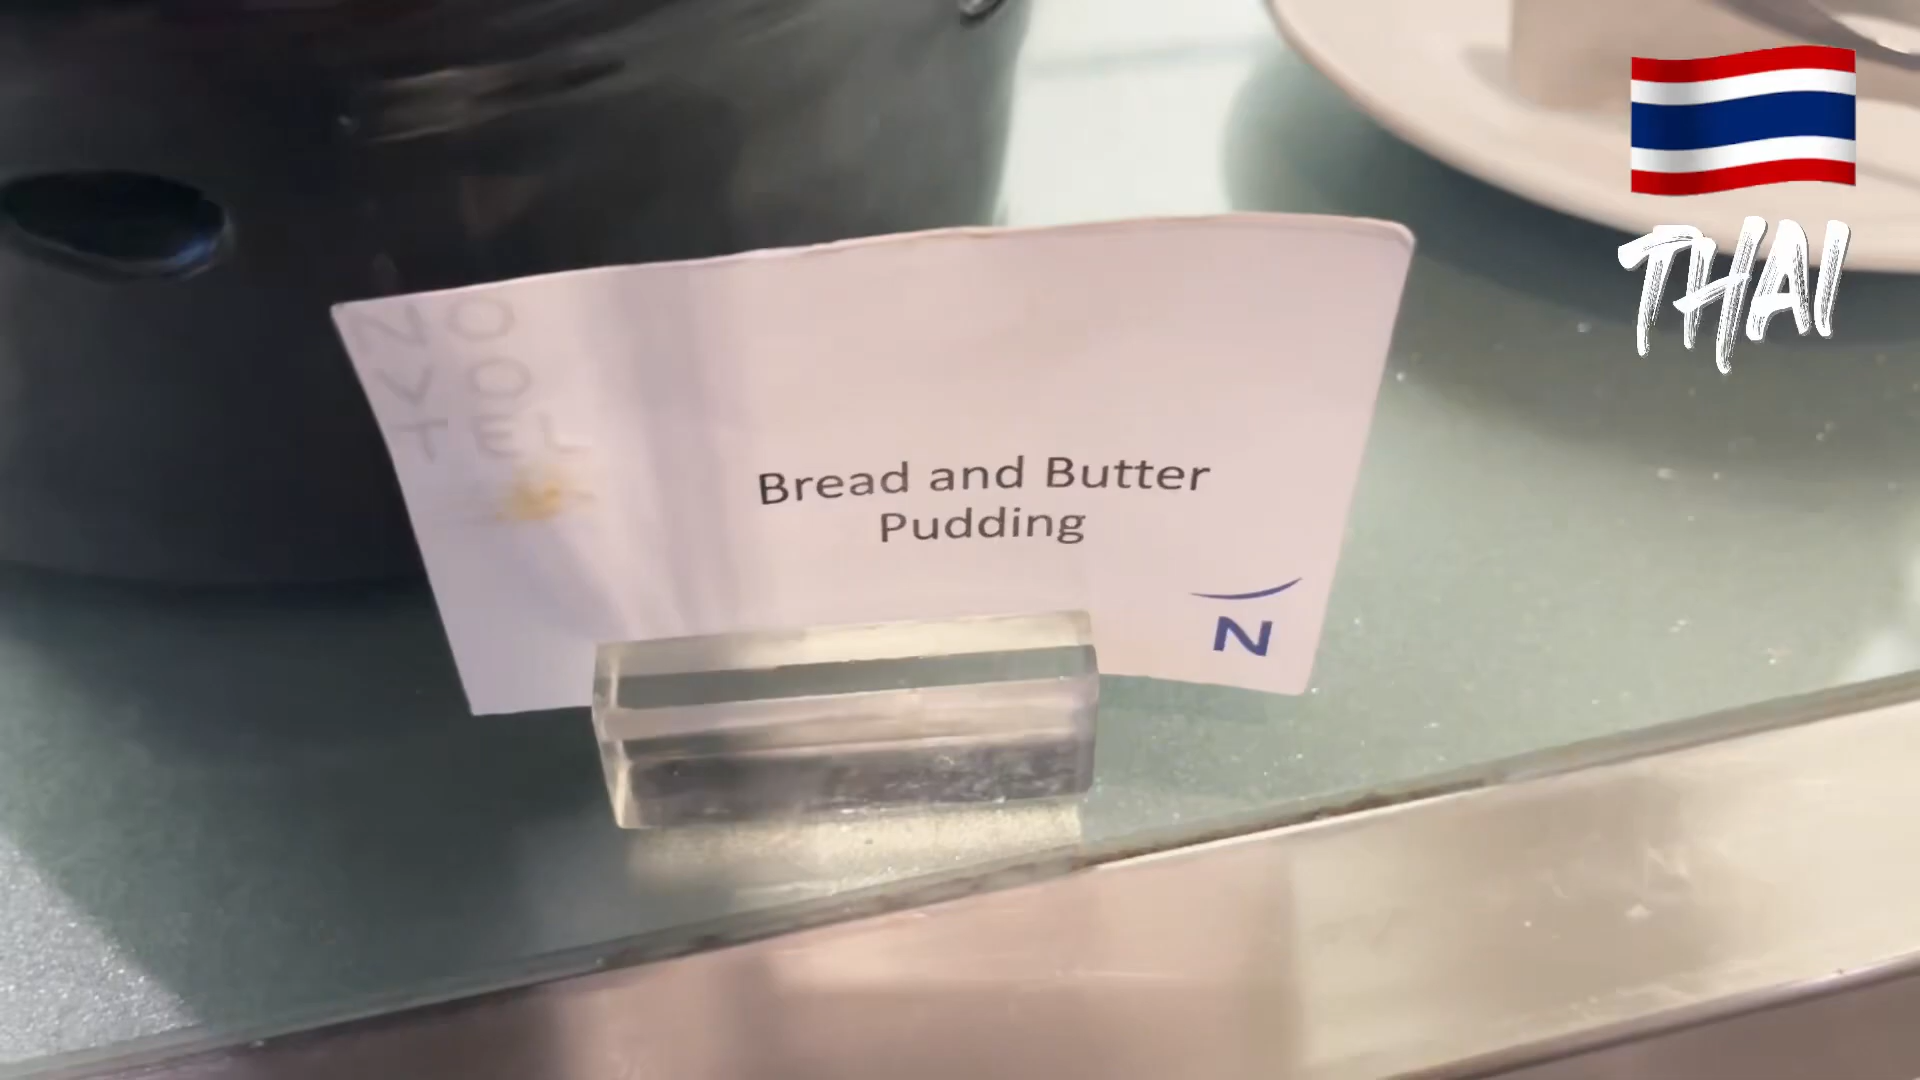 NO
VO
TEL
Bread and Butter
Pudding
N
THAI